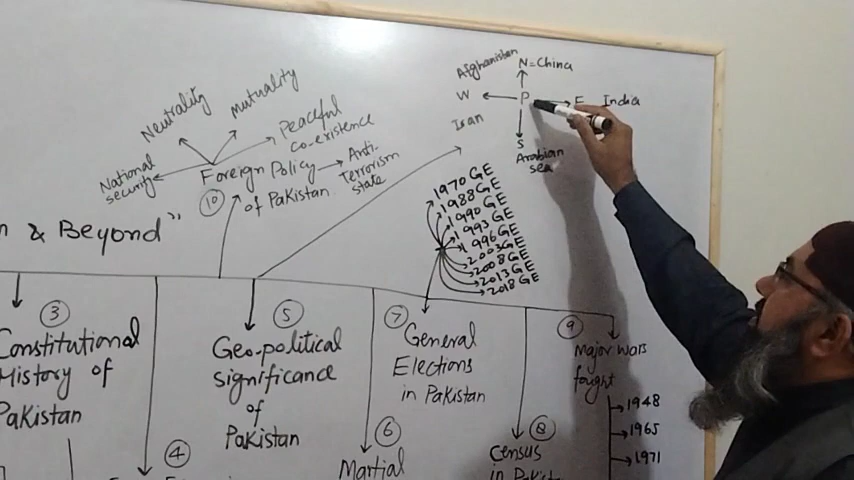 Afghanistan
N=China
W
P
E
India
Iran
S
Arabian
sea
Neutrality
Mutuality
Peaceful
co-existence
National
security
Foreign Policy
of Pakistan.
Anti-
Terrorism
state
10
& Beyond"
1970 GE
1988 GE
1990 GE
1993 GE
1996 GE
2003 GE
2008 GE
2013 GE
2018 GE
3
Constitutional
History of
Pakistan
4
5
Geo-political
significance
of
Pakistan
6
Martial
7
General
Elections
in Pakistan
8
Census
in
9
Major wars
fought
1948
1965
1971